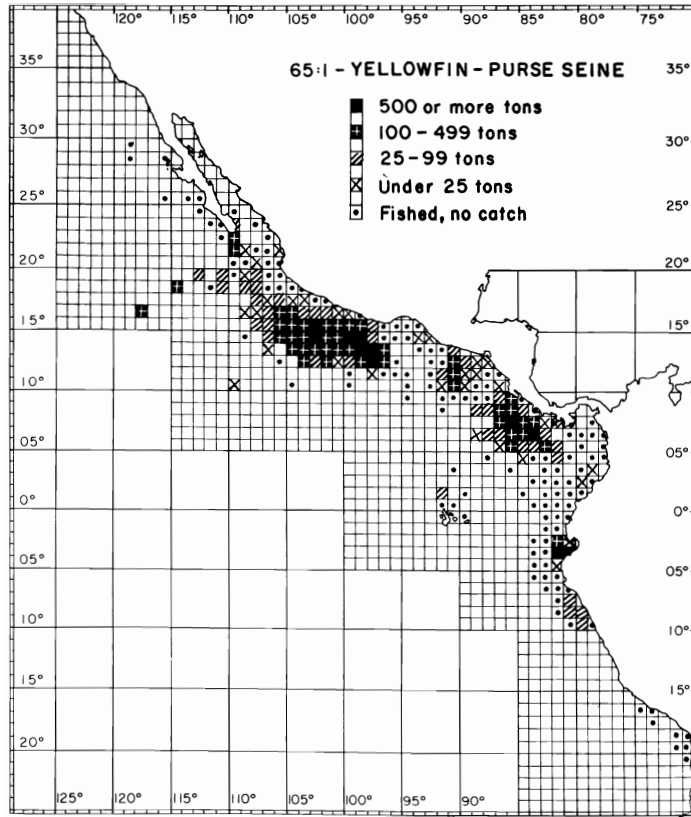 120° 115° 110° 105° 100° 95° 90° 85° 80° 75°
65:1 - YELLOWFIN - PURSE SEINE
500 or more tons
100 - 499 tons
25 - 99 tons
Under 25 tons
Fished, no catch
35° 35°
30° 30°
25° 25°
20° 20°
15° 15°
10° 10°
05° 05°
0° 0°
05° 05°
10° 10°
15° 15°
20°
125° 120° 115° 110° 105° 100° 95° 90°